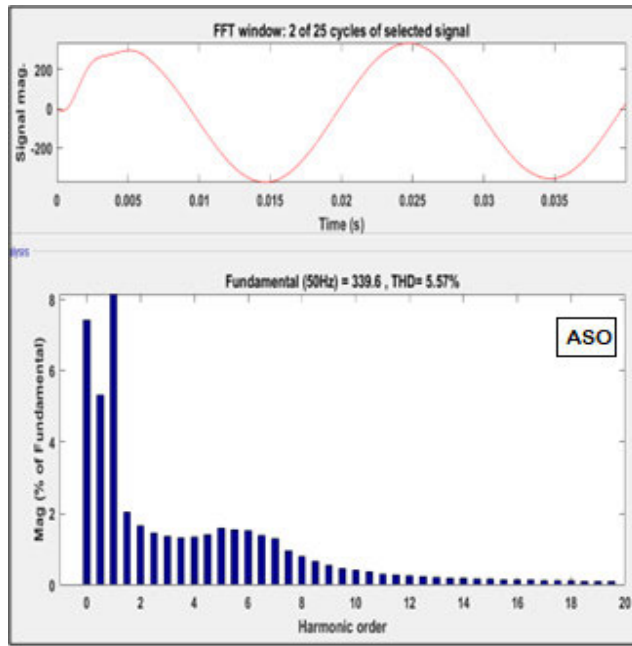 FFT window: 2 of 25 cycles of selected signal
Signal mag.
200
0
-200
0 0.005 0.01 0.015 0.02 0.025 0.03 0.035
Time (s)
alysis
Fundamental (50Hz) = 339.6 , THD= 5.57%
ASO
Mag (% of Fundamental)
8
6
4
2
0
0 2 4 6 8 10 12 14 16 18 20
Harmonic order